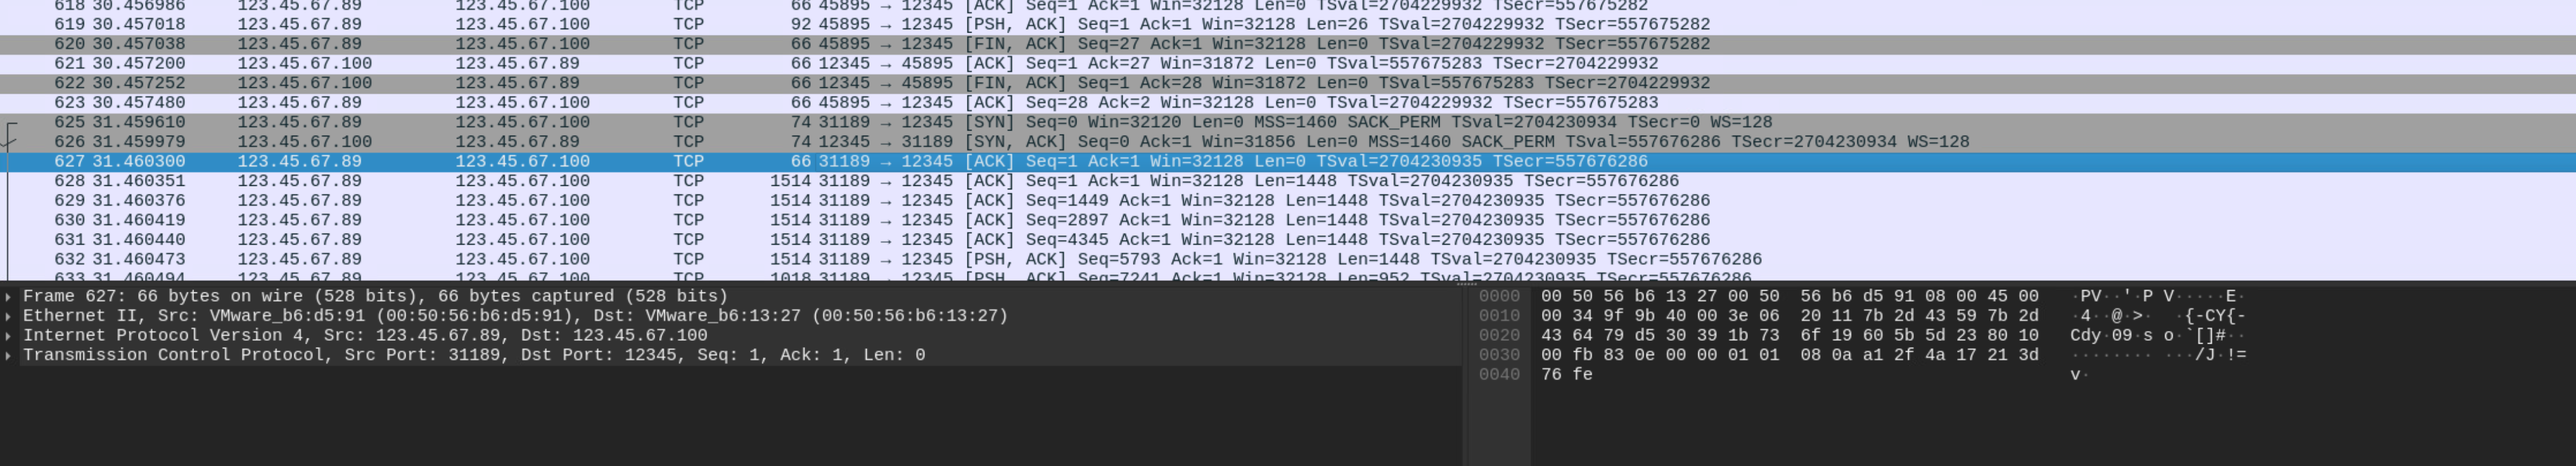 618 30.456986 123.45.67.89 123.45.67.100 TCP 66 45895 → 12345 [ACK] Seq=1 Ack=1 Win=32128 Len=0 TSval=2704229932 TSecr=557675282
619 30.457018 123.45.67.89 123.45.67.100 TCP 92 45895 → 12345 [PSH, ACK] Seq=1 Ack=1 Win=32128 Len=26 TSval=2704229932 TSecr=557675282
620 30.457038 123.45.67.89 123.45.67.100 TCP 66 45895 → 12345 [FIN, ACK] Seq=27 Ack=1 Win=32128 Len=0 TSval=2704229932 TSecr=557675282
621 30.457200 123.45.67.100 123.45.67.89 TCP 66 12345 → 45895 [ACK] Seq=1 Ack=27 Win=31872 Len=0 TSval=557675283 TSecr=2704229932
622 30.457252 123.45.67.100 123.45.67.89 TCP 66 12345 → 45895 [FIN, ACK] Seq=1 Ack=28 Win=31872 Len=0 TSval=557675283 TSecr=2704229932
623 30.457480 123.45.67.89 123.45.67.100 TCP 66 45895 → 12345 [ACK] Seq=28 Ack=2 Win=32128 Len=0 TSval=2704229932 TSecr=557675283
625 31.459610 123.45.67.89 123.45.67.100 TCP 74 31189 → 12345 [SYN] Seq=0 Win=32120 Len=0 MSS=1460 SACK_PERM TSval=2704230934 TSecr=0 WS=128
626 31.459979 123.45.67.100 123.45.67.89 TCP 74 12345 → 31189 [SYN, ACK] Seq=0 Ack=1 Win=31856 Len=0 MSS=1460 SACK_PERM TSval=557676286 TSecr=2704230934 WS=128
627 31.460300 123.45.67.89 123.45.67.100 TCP 66 31189 → 12345 [ACK] Seq=1 Ack=1 Win=32128 Len=0 TSval=2704230935 TSecr=557676286
628 31.460351 123.45.67.89 123.45.67.100 TCP 1514 31189 → 12345 [ACK] Seq=1 Ack=1 Win=32128 Len=1448 TSval=2704230935 TSecr=557676286
629 31.460376 123.45.67.89 123.45.67.100 TCP 1514 31189 → 12345 [ACK] Seq=1449 Ack=1 Win=32128 Len=1448 TSval=2704230935 TSecr=557676286
630 31.460419 123.45.67.89 123.45.67.100 TCP 1514 31189 → 12345 [ACK] Seq=2897 Ack=1 Win=32128 Len=1448 TSval=2704230935 TSecr=557676286
631 31.460440 123.45.67.89 123.45.67.100 TCP 1514 31189 → 12345 [ACK] Seq=4345 Ack=1 Win=32128 Len=1448 TSval=2704230935 TSecr=557676286
632 31.460473 123.45.67.89 123.45.67.100 TCP 1514 31189 → 12345 [PSH, ACK] Seq=5793 Ack=1 Win=32128 Len=1448 TSval=2704230935 TSecr=557676286
633 31.460494 123.45.67.89 123.45.67.100 TCP 1018 31189 → 12345 [PSH, ACK] Seq=7241 Ack=1 Win=32128 Len=952 TSval=2704230935 TSecr=557676286
Frame 627: 66 bytes on wire (528 bits), 66 bytes captured (528 bits)
Ethernet II, Src: VMware_b6:d5:91 (00:50:56:b6:d5:91), Dst: VMware_b6:13:27 (00:50:56:b6:13:27)
Internet Protocol Version 4, Src: 123.45.67.89, Dst: 123.45.67.100
Transmission Control Protocol, Src Port: 31189, Dst Port: 12345, Seq: 1, Ack: 1, Len: 0
0000 00 50 56 b6 13 27 00 50 56 b6 d5 91 08 00 45 00 ·PV··'·P V·····E·
0010 00 34 9f 9b 40 00 3e 06 20 11 7b 2d 43 59 7b 2d ·4··@·>·  ·{-CY{-
0020 43 64 79 d5 30 39 1b 73 6f 19 60 5b 5d 23 80 10 Cdy·09·s o·`[]#··
0030 00 fb 83 0e 00 00 01 01 08 0a a1 2f 4a 17 21 3d ········ ···/J·!=
0040 76 fe v·